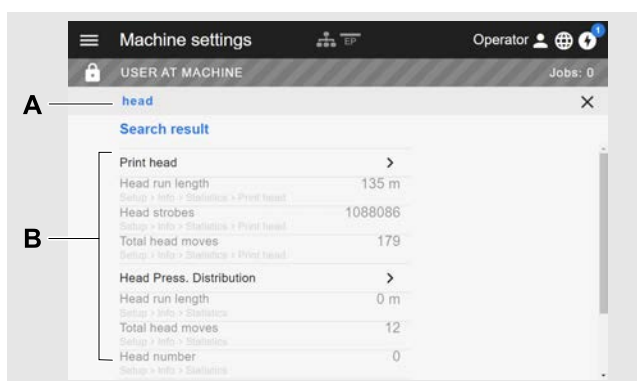 Machine settings EP Operator 1
USER AT MACHINE Jobs: 0
A head
Search result
Print head
Head run length 135 m
Setup > Info > Statistics > Print head
Head strobes 1088086
Setup > Info > Statistics > Print head
Total head moves 179
Setup > Info > Statistics > Print head
B
Head Press. Distribution
Head run length 0 m
Setup > Info > Statistics
Total head moves 12
Setup > Info > Statistics
Head number 0
Setup > Info > Statistics